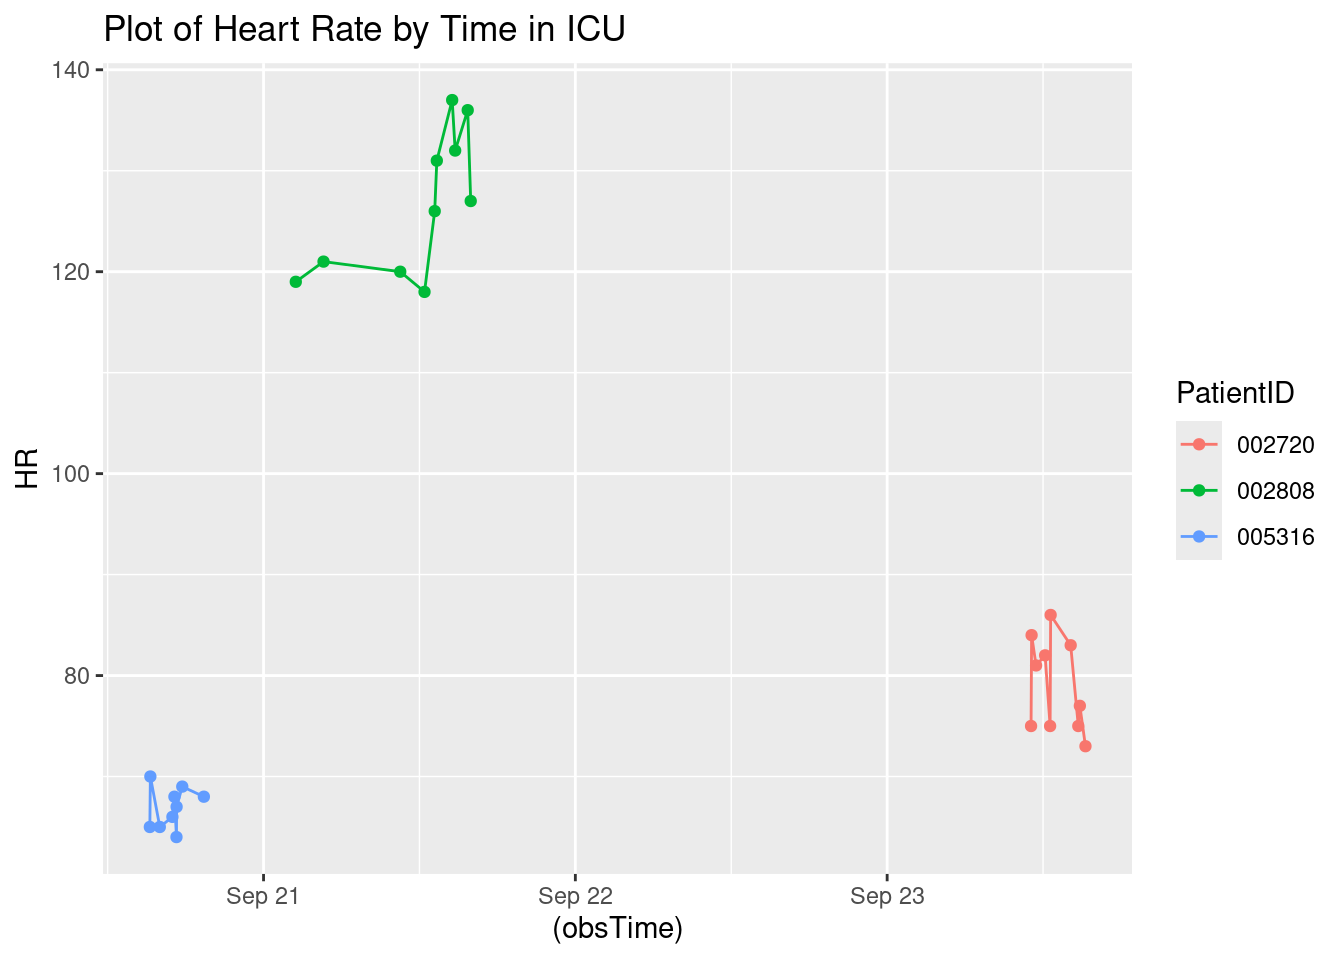 Plot of Heart Rate by Time in ICU
140
120
100
80
HR
Sep 21
Sep 22
Sep 23
(obsTime)
PatientID
002720
002808
005316